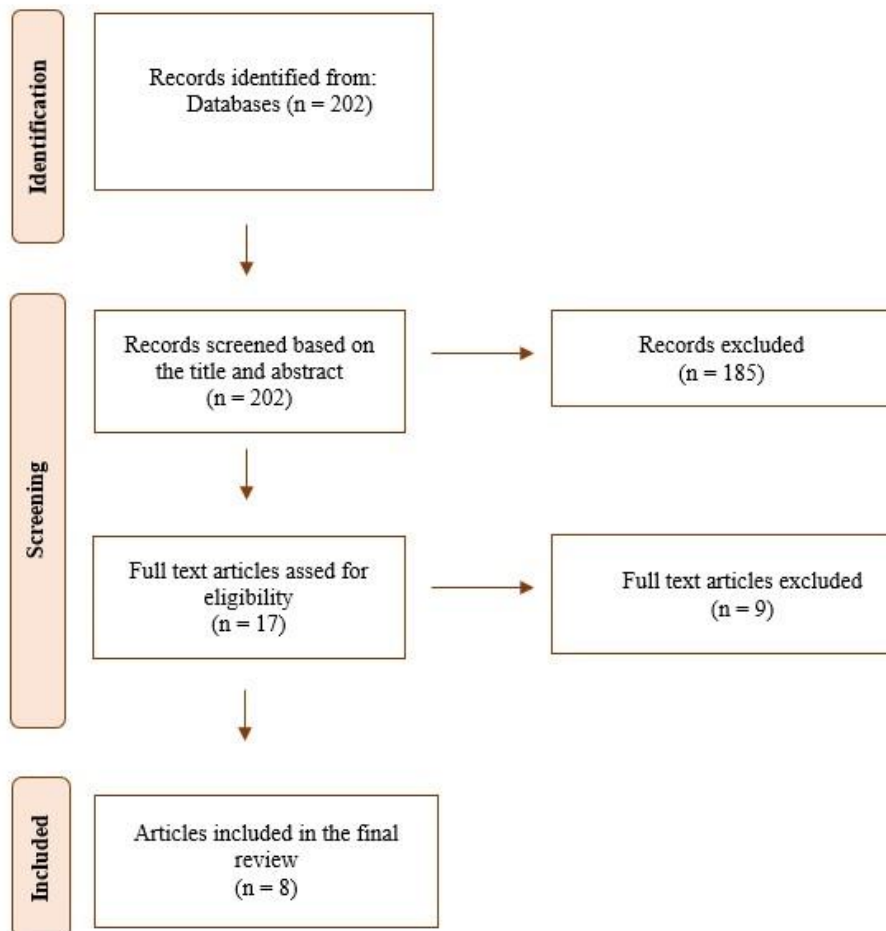 Identification
Records identified from:
Databases (n = 202)
Screening
Records screened based on
the title and abstract
(n = 202)
Records excluded
(n = 185)
Full text articles assed for
eligibility
(n = 17)
Full text articles excluded
(n = 9)
Included
Articles included in the final
review
(n = 8)